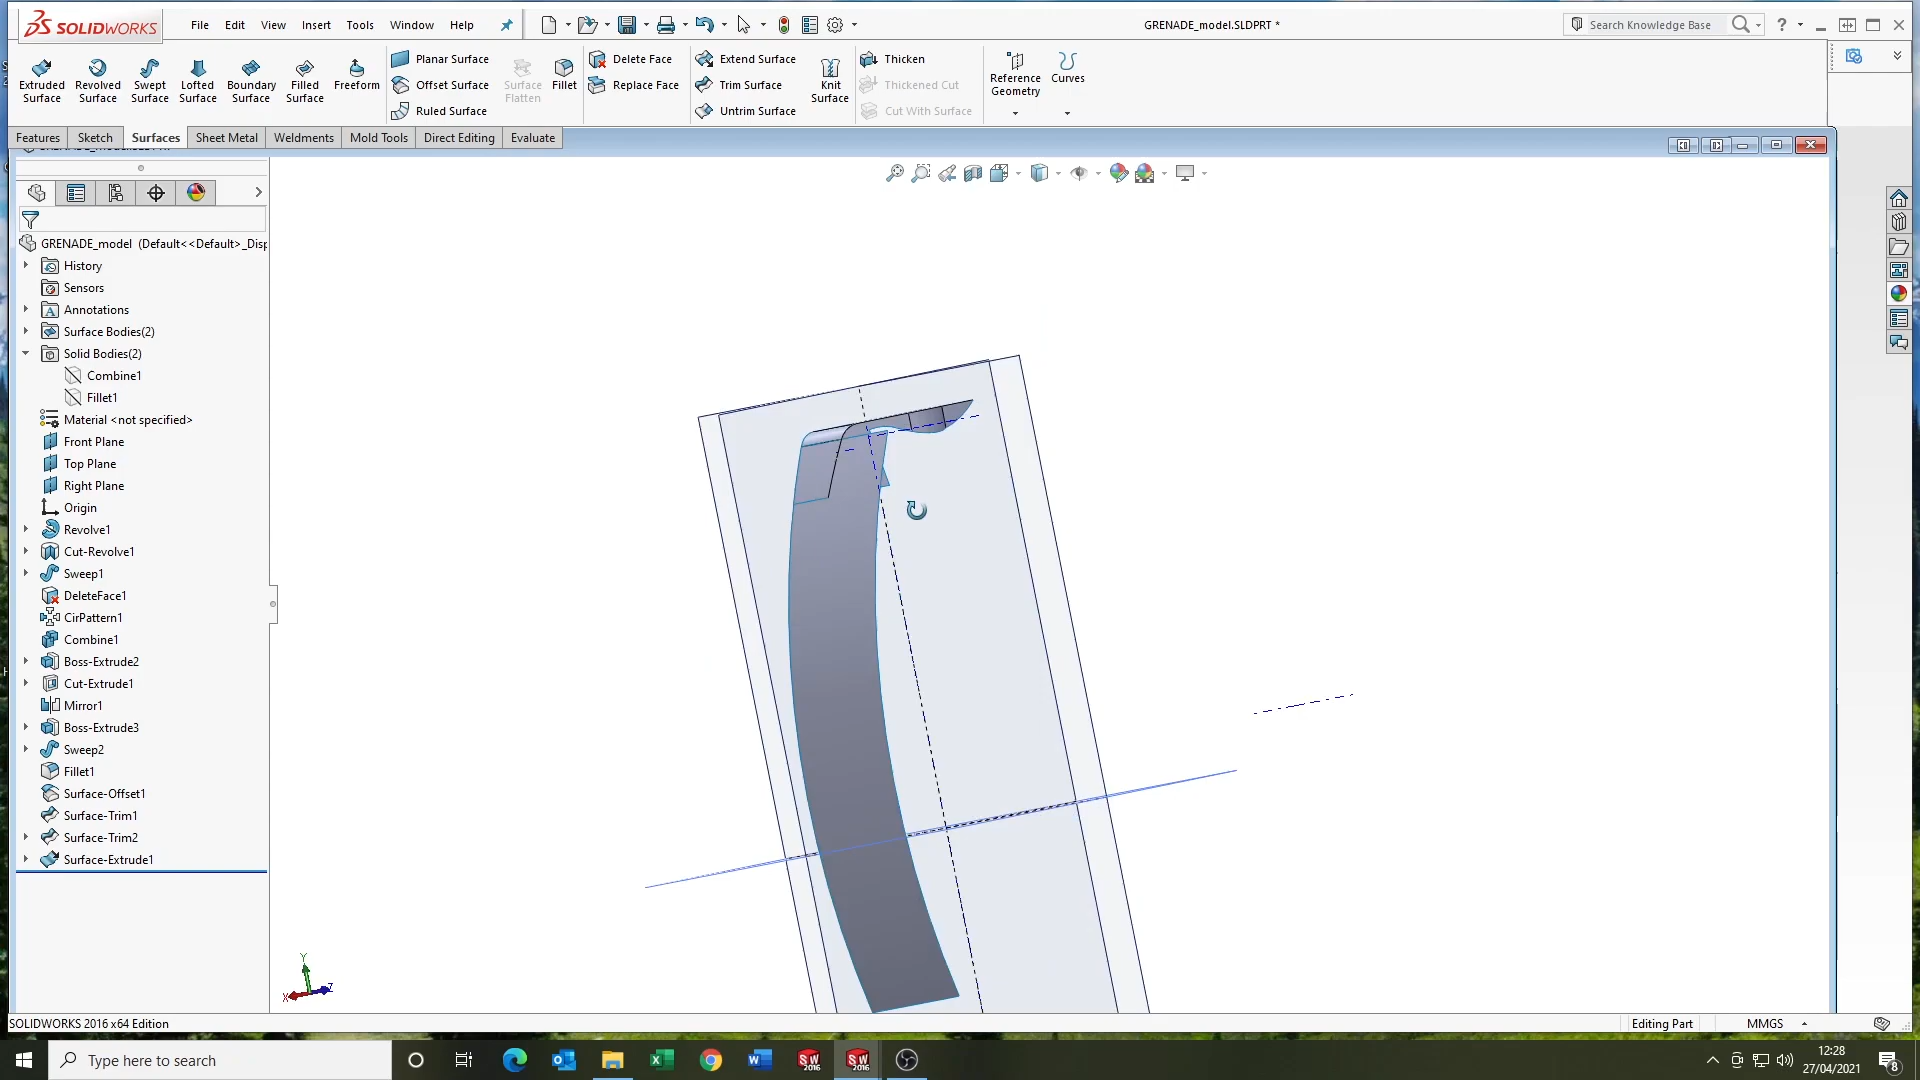 SOLIDWORKS
File Edit View Insert Tools Window Help
GRENADE_model.SLDPRT *
Search Knowledge Base
?
Extruded Surface
Revolved Surface
Swept Surface
Lofted Surface
Boundary Surface
Filled Surface
Freeform
Planar Surface
Offset Surface
Ruled Surface
Surface Flatten
Fillet
Delete Face
Replace Face
Extend Surface
Trim Surface
Untrim Surface
Knit Surface
Thicken
Thickened Cut
Cut With Surface
Reference Geometry
Curves
Features Sketch Surfaces Sheet Metal Weldments Mold Tools Direct Editing Evaluate
GRENADE_model (Default<<Default>_Disp
History
Sensors
Annotations
Surface Bodies(2)
Solid Bodies(2)
Combine1
Fillet1
Material <not specified>
Front Plane
Top Plane
Right Plane
Origin
Revolve1
Cut-Revolve1
Sweep1
DeleteFace1
CirPattern1
Combine1
Boss-Extrude2
Cut-Extrude1
Mirror1
Boss-Extrude3
Sweep2
Fillet1
Surface-Offset1
Surface-Trim1
Surface-Trim2
Surface-Extrude1
Y
X
Z
SOLIDWORKS 2016 x64 Edition
Editing Part
MMGS
Type here to search
SW 2016
SW 2016
12:28
27/04/2021
8